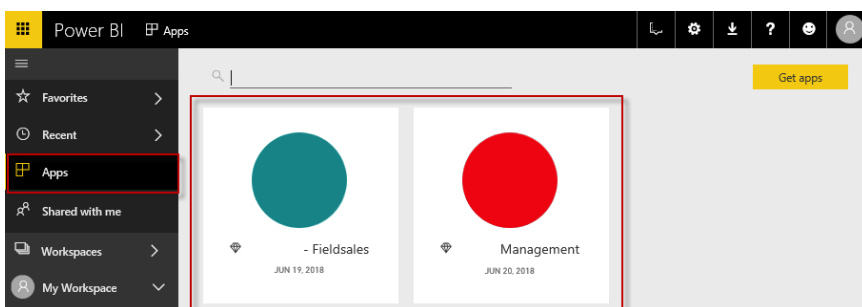 Power BI Apps
Get apps
Favorites
Recent
Apps
Shared with me
Workspaces
My Workspace
- Fieldsales
JUN 19, 2018
Management
JUN 20, 2018